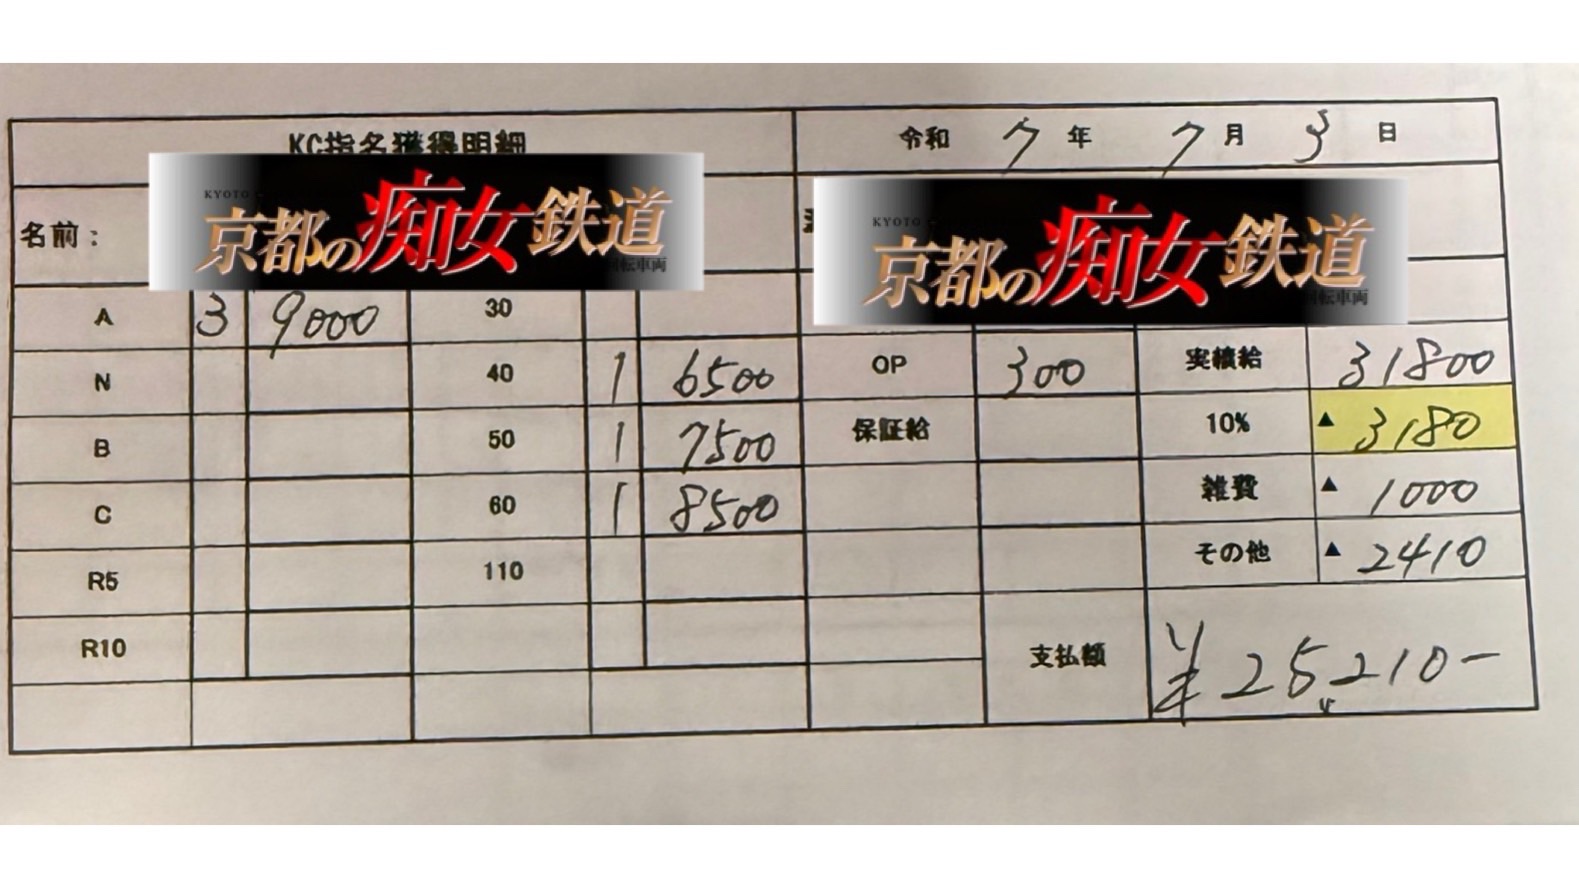 KC指名獲得明細
令和 7年 7月 3日
KYOTO
京都の痴女鉄道
KYOTO
京都の痴女鉄道
名前：
A 3 9000 30
N 40 1 6500 OP 300 実績給 31800
B 50 1 7500 保証給 10% ▲ 3180
C 60 1 8500 雑費 ▲ 1000
R5 110 その他 ▲ 2410
R10 支払額 ¥25,210-